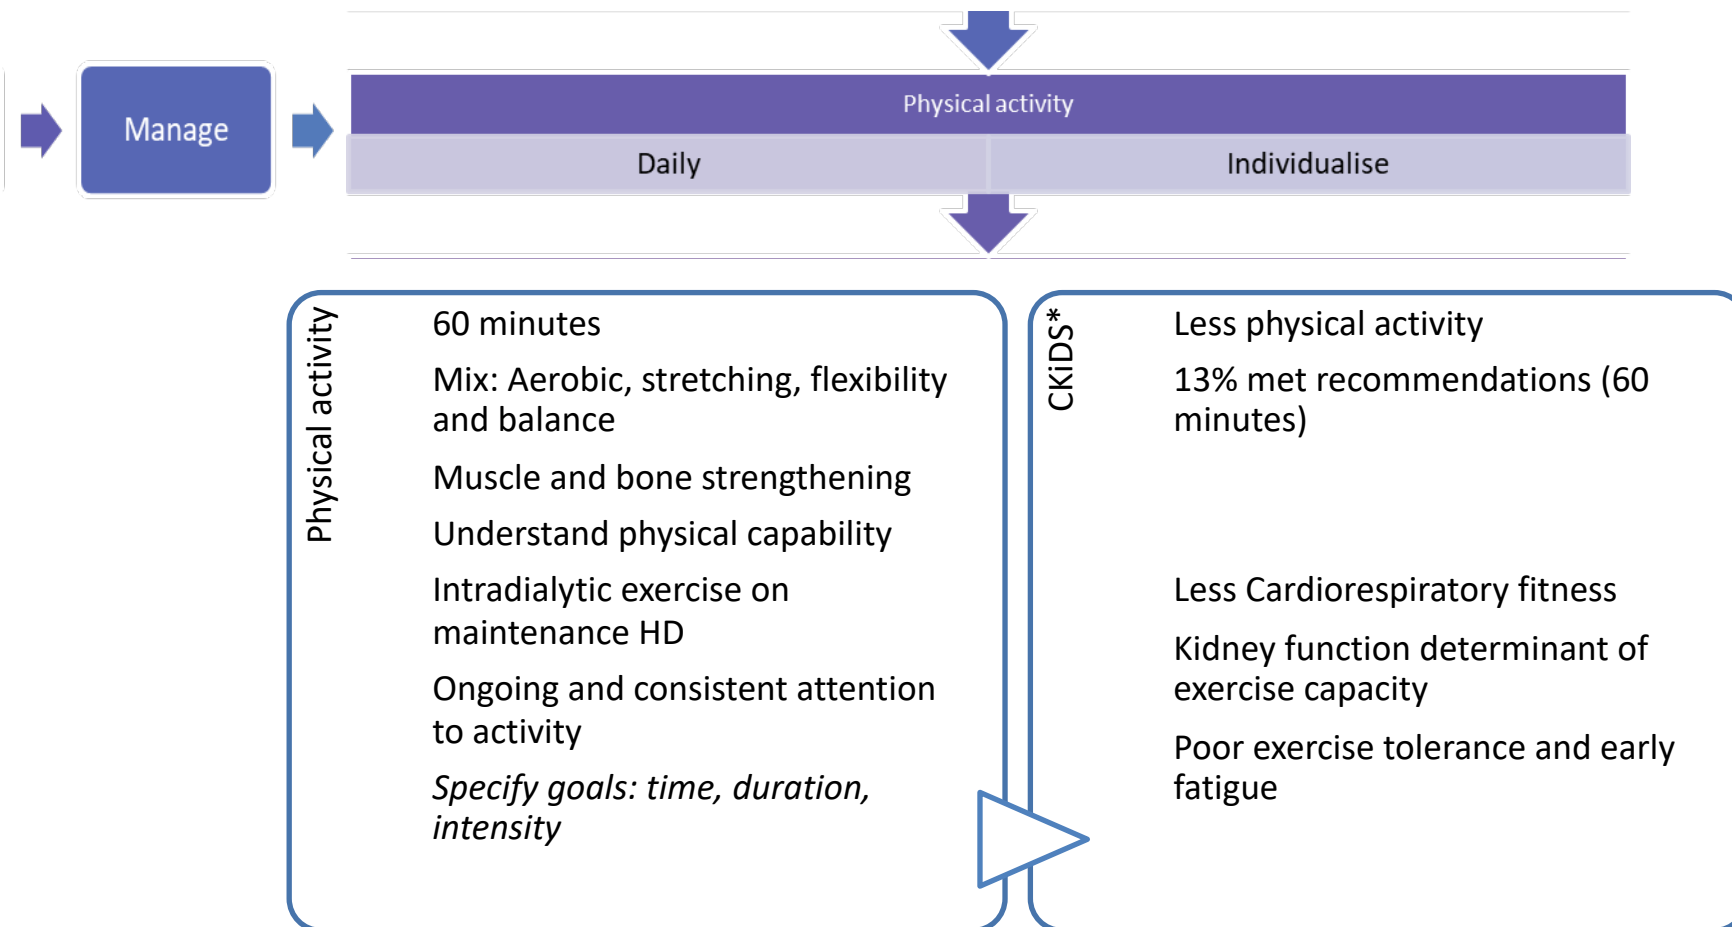 Physical activity
Manage
Daily
Individualise
Physical activity
60 minutes
Mix: Aerobic, stretching, flexibility
and balance
Muscle and bone strengthening
Understand physical capability
Intradialytic exercise on
maintenance HD
Ongoing and consistent attention
to activity
Specify goals: time, duration,
intensity
CKiDS*
Less physical activity
13% met recommendations (60
minutes)
Less Cardiorespiratory fitness
Kidney function determinant of
exercise capacity
Poor exercise tolerance and early
fatigue